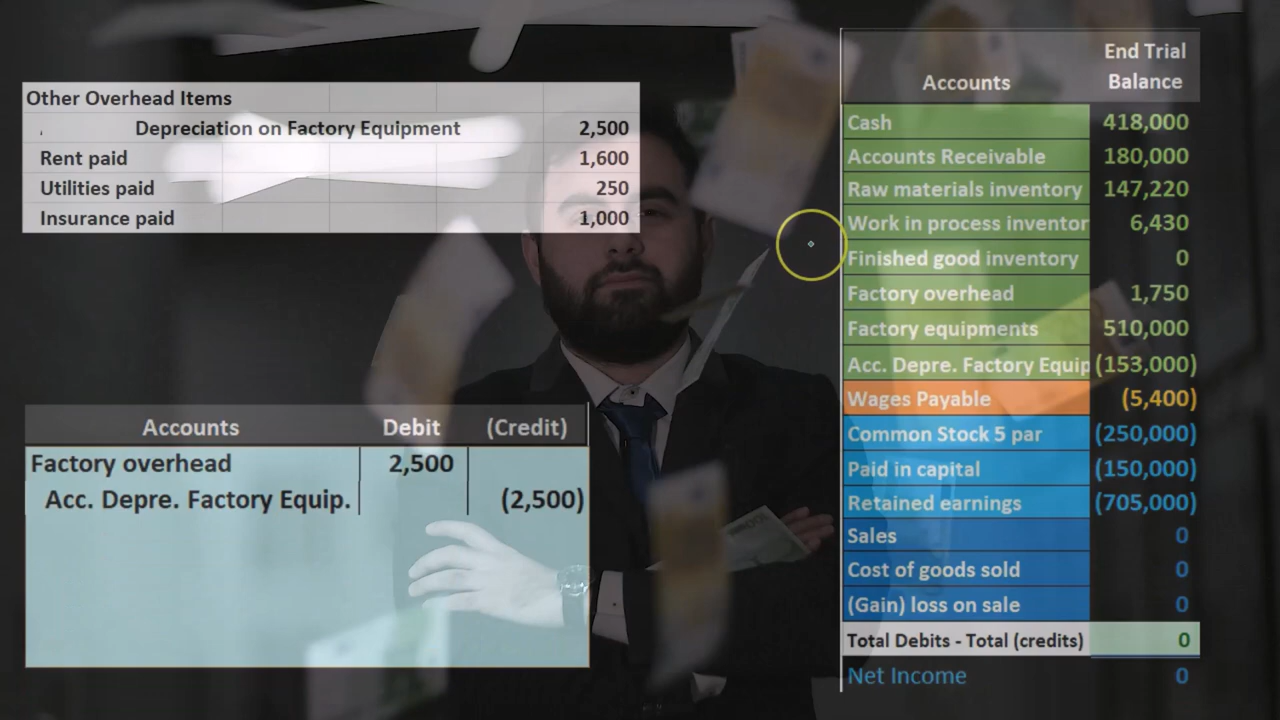 Other Overhead Items
Depreciation on Factory Equipment 2,500
Rent paid 1,600
Utilities paid 250
Insurance paid 1,000
Accounts Debit (Credit)
Factory overhead 2,500
Acc. Depre. Factory Equip. (2,500)
Accounts End Trial Balance
Cash 418,000
Accounts Receivable 180,000
Raw materials inventory 147,220
Work in process inventor 6,430
Finished good inventory 0
Factory overhead 1,750
Factory equipments 510,000
Acc. Depre. Factory Equip (153,000)
Wages Payable (5,400)
Common Stock 5 par (250,000)
Paid in capital (150,000)
Retained earnings (705,000)
Sales 0
Cost of goods sold 0
(Gain) loss on sale 0
Total Debits - Total (credits) 0
Net Income 0